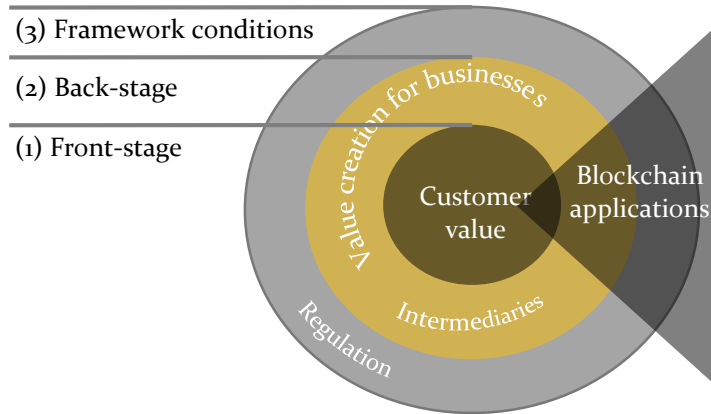 (3) Framework conditions
(2) Back-stage
(1) Front-stage
Value creation for businesses
Customer
value
Blockchain
applications
Intermediaries
Regulation